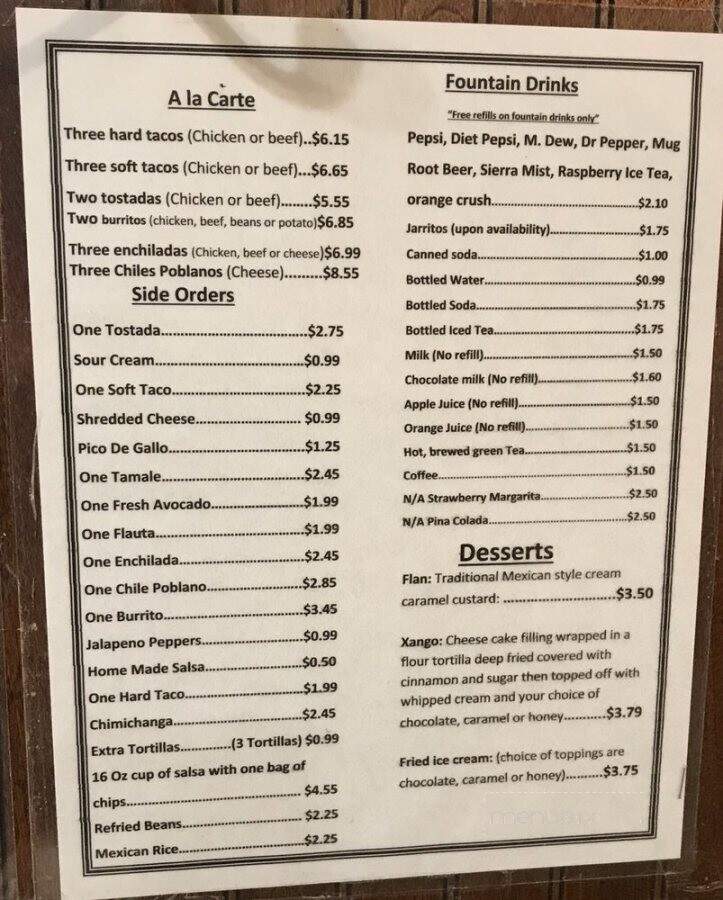 A la Carte
Three hard tacos (Chicken or beef)..$6.15
Three soft tacos (Chicken or beef)...$6.65
Two tostadas (Chicken or beef)........$5.55
Two burritos (chicken, beef, beans or potato)$6.85
Three enchiladas (Chicken, beef or cheese)$6.99
Three Chiles Poblanos (Cheese).........$8.55
Side Orders
One Tostada....................................$2.75
Sour Cream.....................................$0.99
One Soft Taco.................................$2.25
Shredded Cheese.......................... $0.99
Pico De Gallo..................................$1.25
One Tamale....................................$2.45
One Fresh Avocado.......................$1.99
One Flauta.....................................$1.99
One Enchilada...............................$2.45
One Chile Poblano.........................$2.85
One Burrito....................................$3.45
Jalapeno Peppers..........................$0.99
Home Made Salsa.........................$0.50
One Hard Taco..............................$1.99
Chimichanga.................................$2.45
Extra Tortillas.............(3 Tortillas) $0.99
16 Oz cup of salsa with one bag of
chips............................................. $4.55
Refried Beans............................... $2.25
Mexican Rice................................$2.25
Fountain Drinks
"Free refills on fountain drinks only"
Pepsi, Diet Pepsi, M. Dew, Dr Pepper, Mug
Root Beer, Sierra Mist, Raspberry Ice Tea,
orange crush....................................$2.10
Jarritos (upon availability)......................$1.75
Canned soda..........................................$1.00
Bottled Water........................................$0.99
Bottled Soda..........................................$1.75
Bottled Iced Tea.....................................$1.75
Milk (No refill)........................................$1.50
Chocolate milk (No refill).......................$1.60
Apple Juice (No refill)............................$1.50
Orange Juice (No refill)..........................$1.50
Hot, brewed green Tea..........................$1.50
Coffee....................................................$1.50
N/A Strawberry Margarita.....................$2.50
N/A Pina Colada....................................$2.50
Desserts
Flan: Traditional Mexican style cream
caramel custard: ............................$3.50
Xango: Cheese cake filling wrapped in a
flour tortilla deep fried covered with
cinnamon and sugar then topped off with
whipped cream and your choice of
chocolate, caramel or honey..........$3.79
Fried ice cream: (choice of toppings are
chocolate, caramel or honey).........$3.75